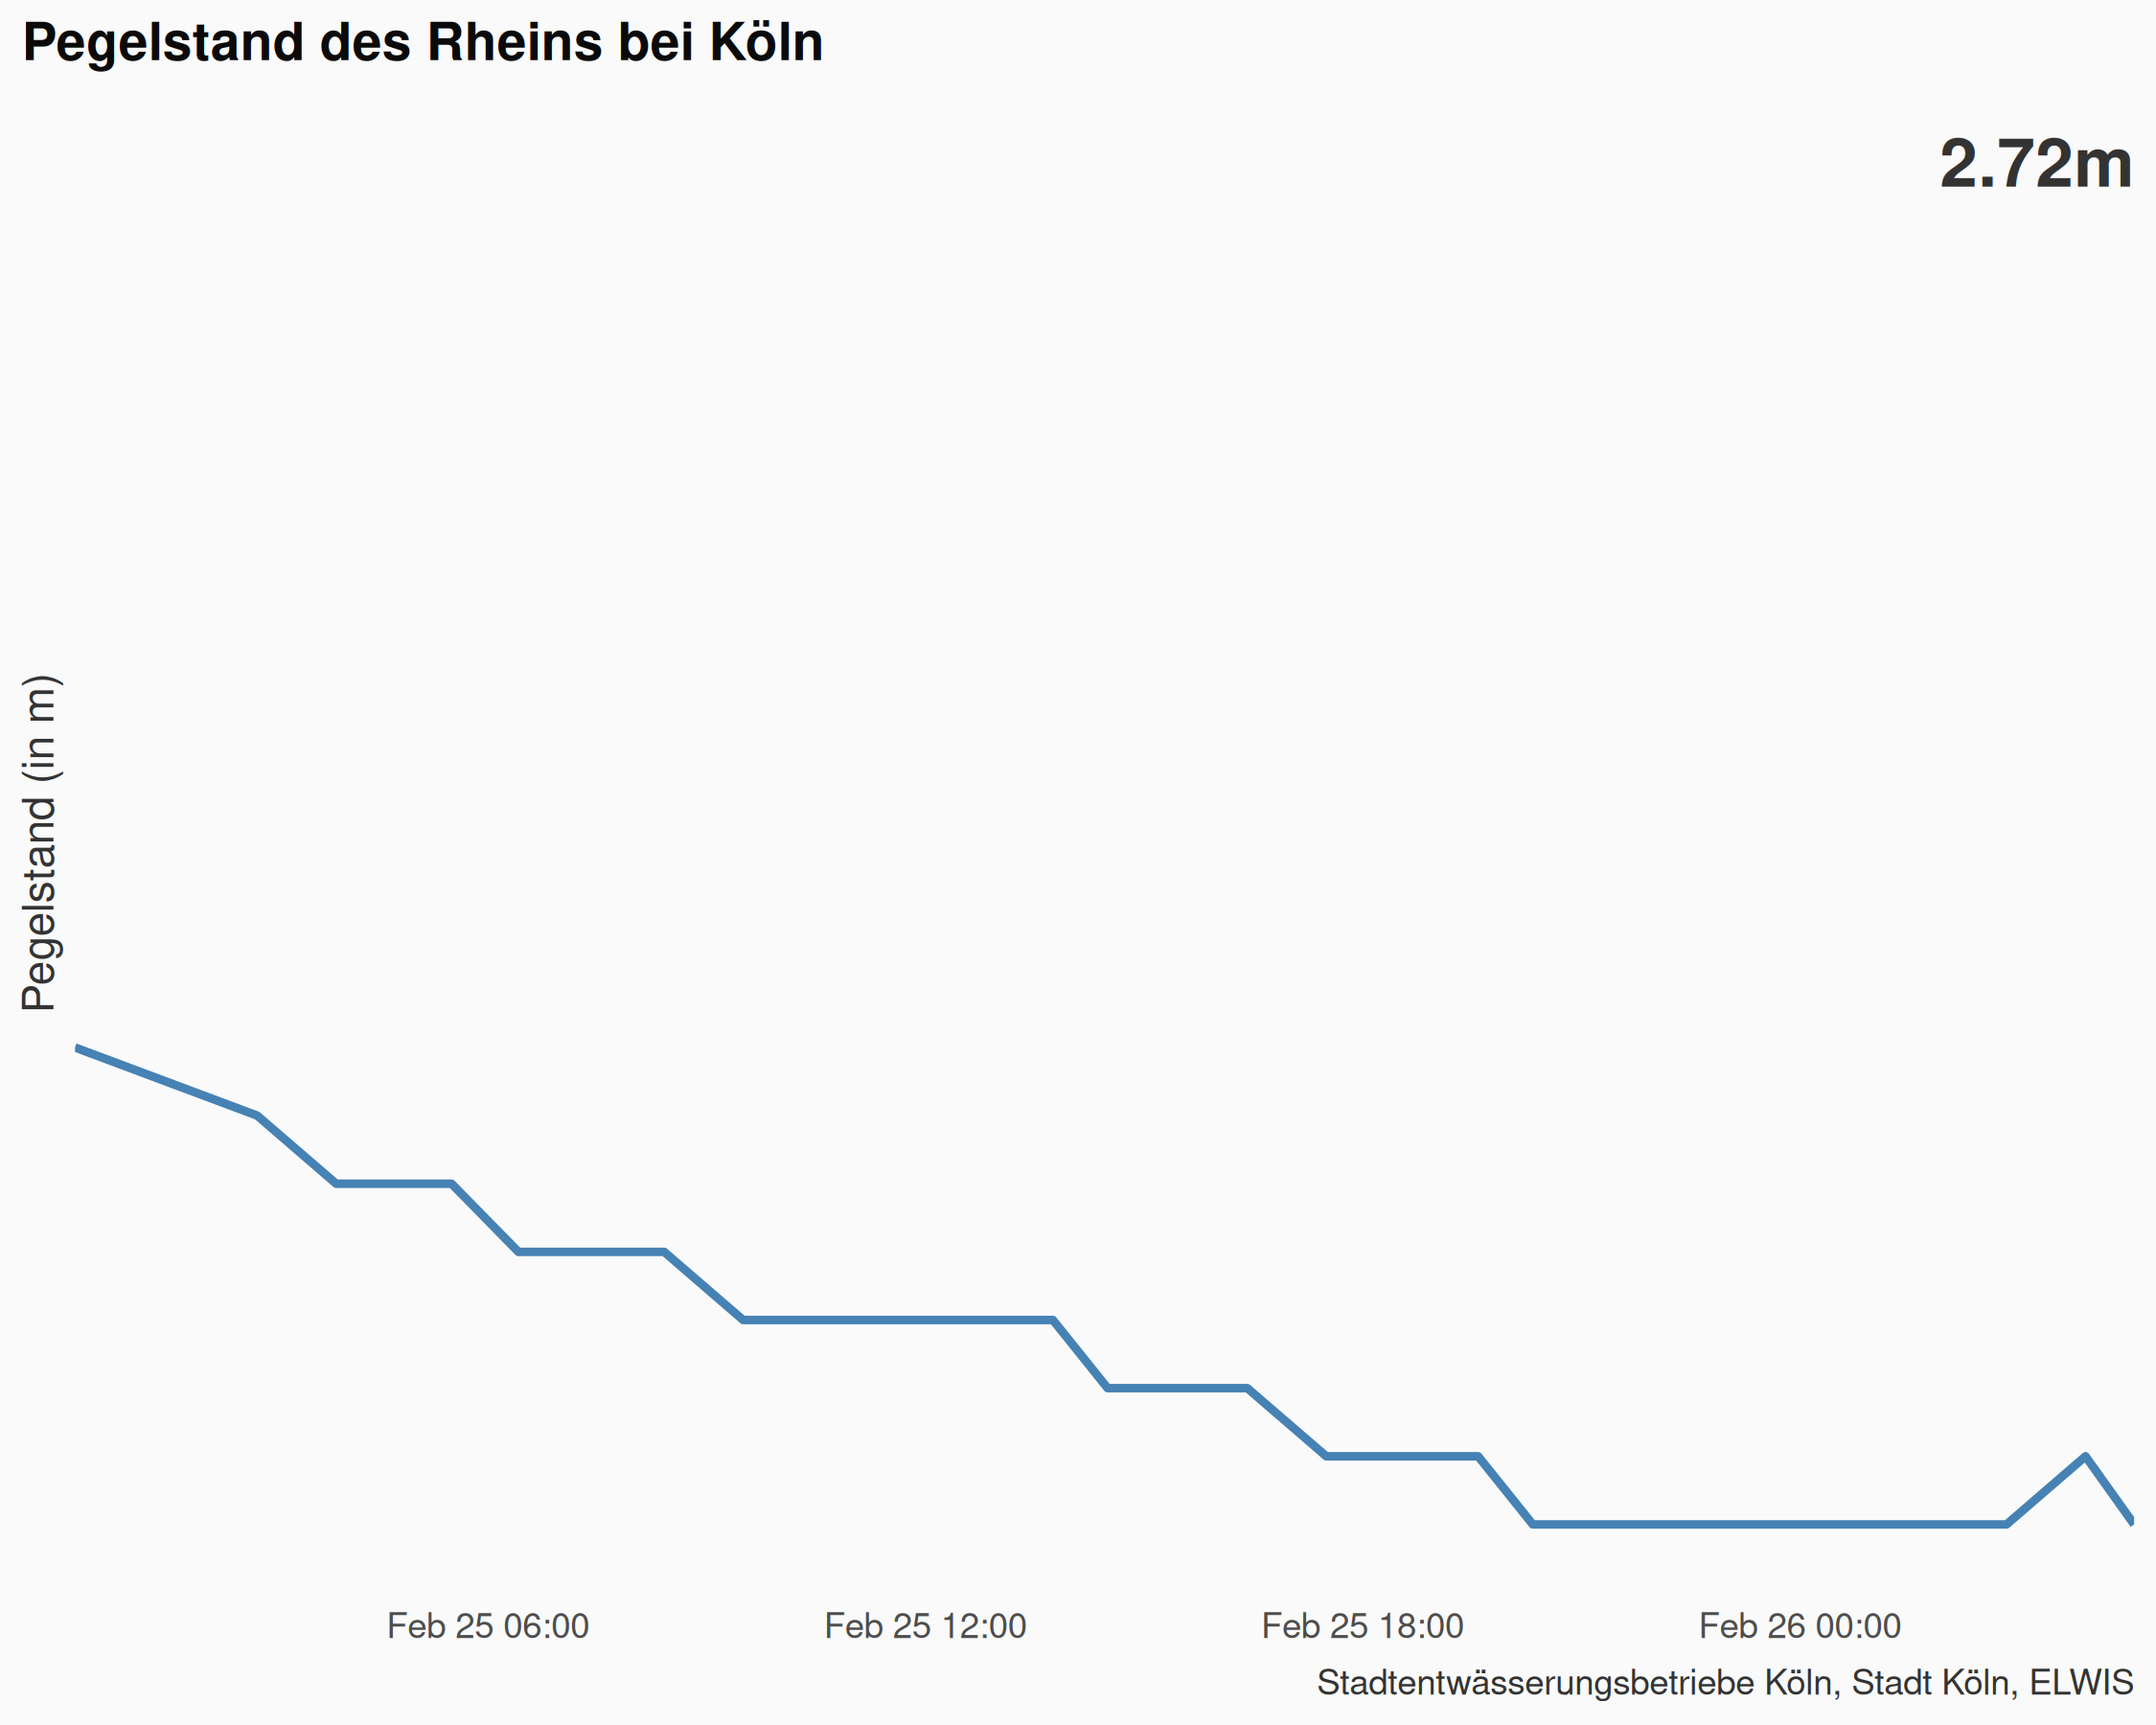 Pegelstand des Rheins bei Köln
2.72m
Pegelstand (in m)
Feb 25 06:00
Feb 25 12:00
Feb 25 18:00
Feb 26 00:00
Stadtentwässerungsbetriebe Köln, Stadt Köln, ELWIS